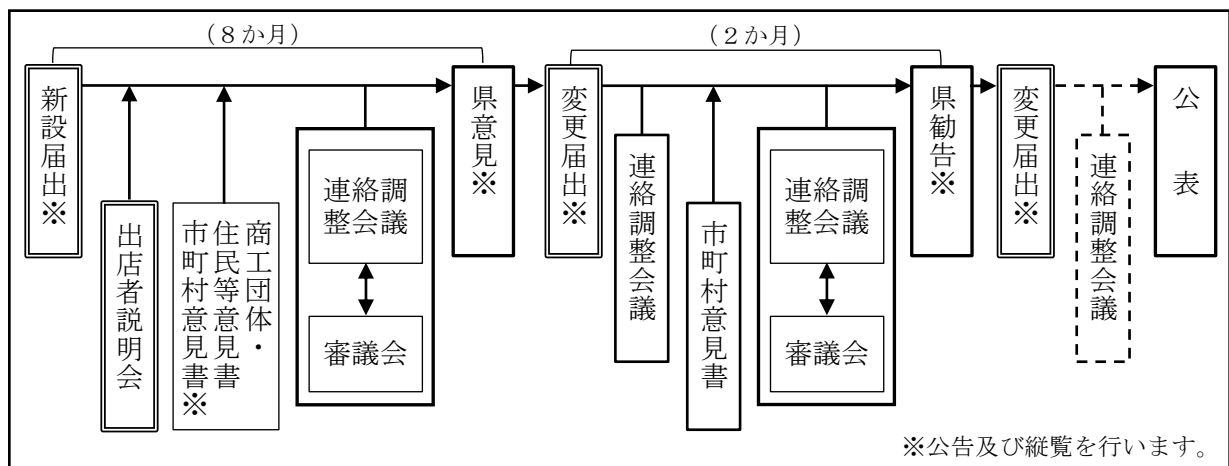 （８か月）
（２か月）
新設届出※
出店者説明会
商工団体・
住民等意見書
市町村意見書※
連絡調
整会議
審議会
県意見※
変更届出※
連絡調整会議
市町村意見書
連絡調
整会議
審議会
県勧告※
変更届出※
連絡調整会議
公表
※公告及び縦覧を行います。